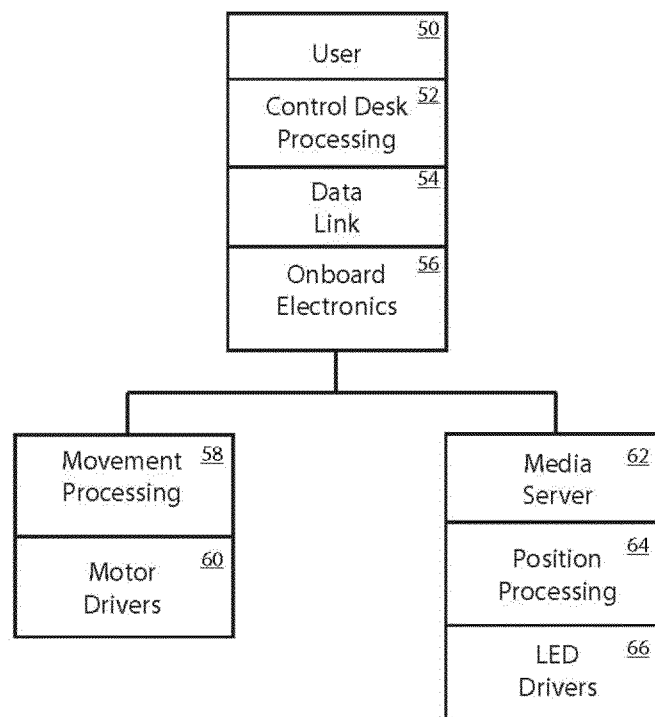 50
User
52
Control Desk
Processing
54
Data
Link
56
Onboard
Electronics
58
Movement
Processing
60
Motor
Drivers
62
Media
Server
64
Position
Processing
66
LED
Drivers